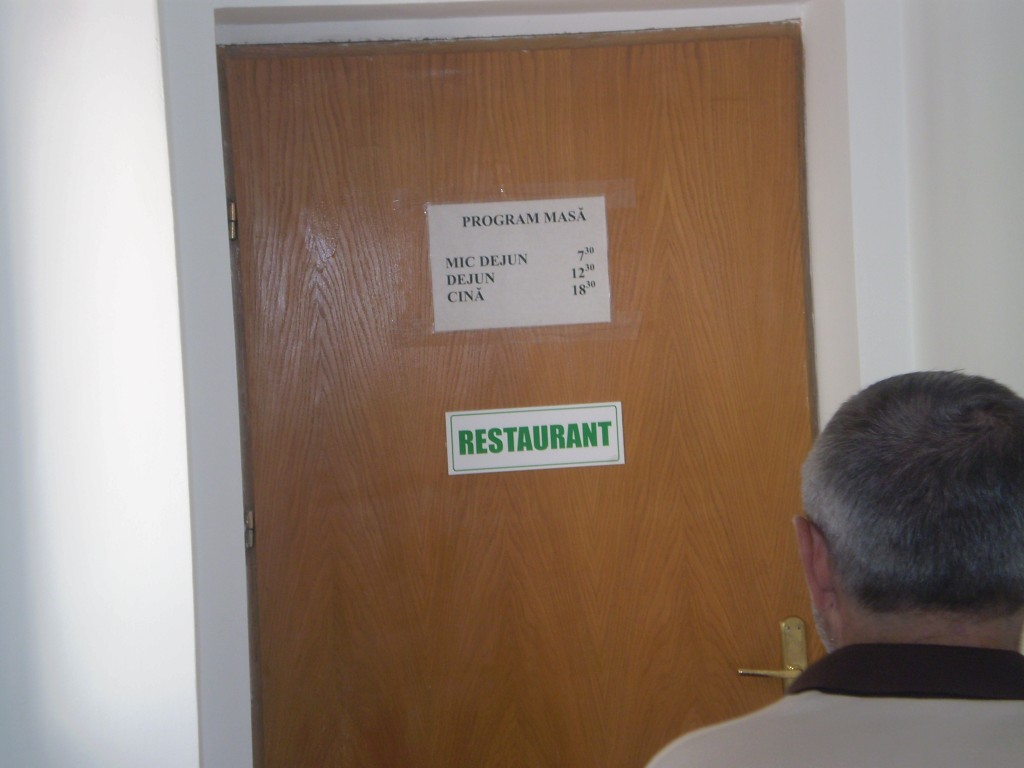 PROGRAM MASĂ
MIC DEJUN 7³⁰
DEJUN 12³⁰
CINĂ 18³⁰
RESTAURANT